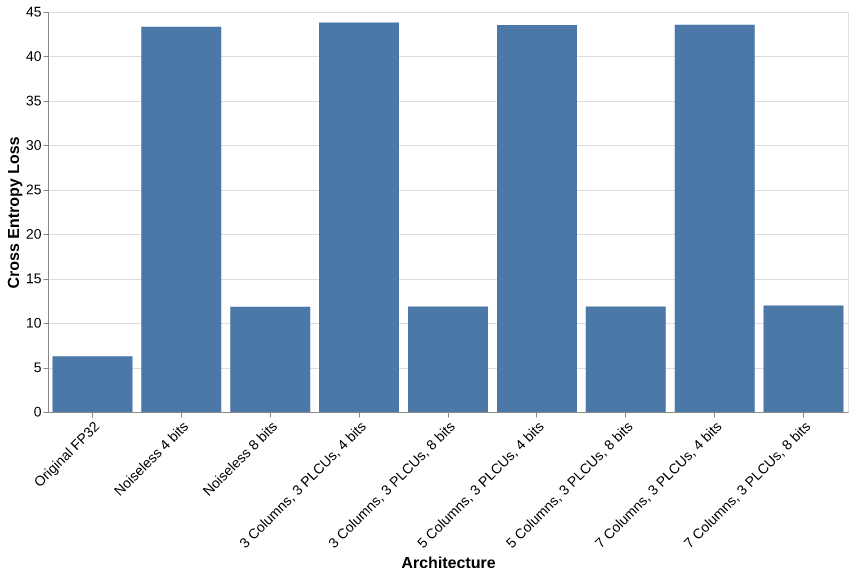 Cross Entropy Loss
45
40
35
30
25
20
15
10
5
0
Original FP32
Noiseless 4 bits
Noiseless 8 bits
3 Columns, 3 PLCUs, 4 bits
3 Columns, 3 PLCUs, 8 bits
5 Columns, 3 PLCUs, 4 bits
5 Columns, 3 PLCUs, 8 bits
7 Columns, 3 PLCUs, 4 bits
7 Columns, 3 PLCUs, 8 bits
Architecture